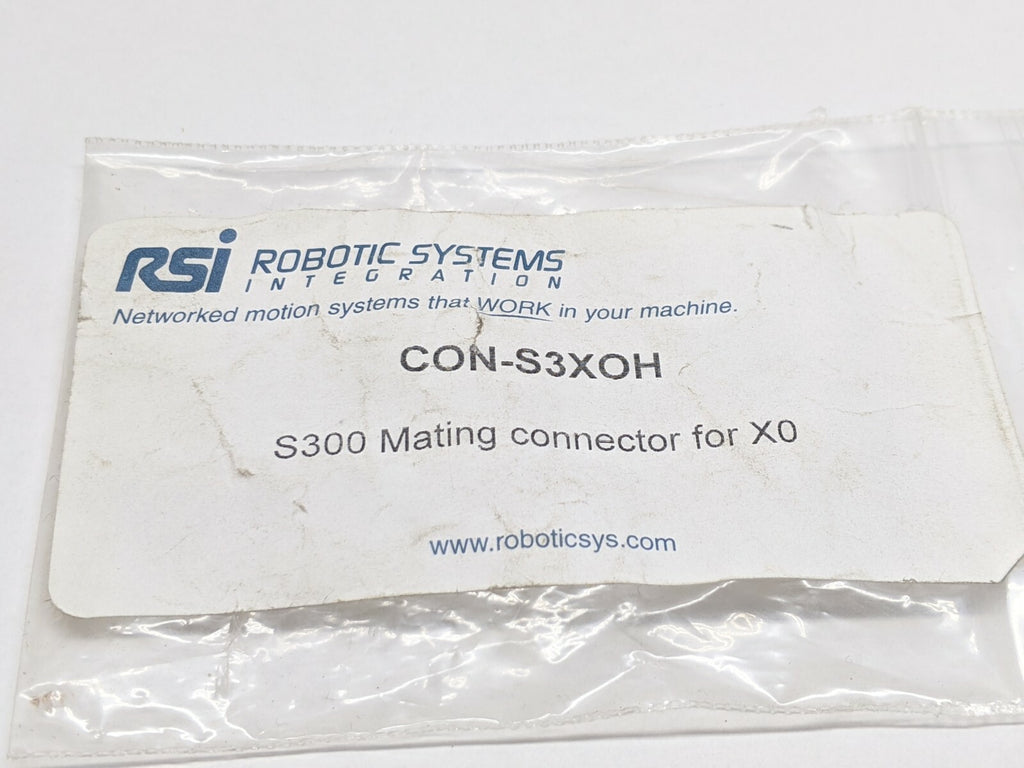 RSi ROBOTIC SYSTEMS
INTEGRATION
Networked motion systems that WORK in your machine.
CON-S3XOH
S300 Mating connector for X0
www.roboticsys.com